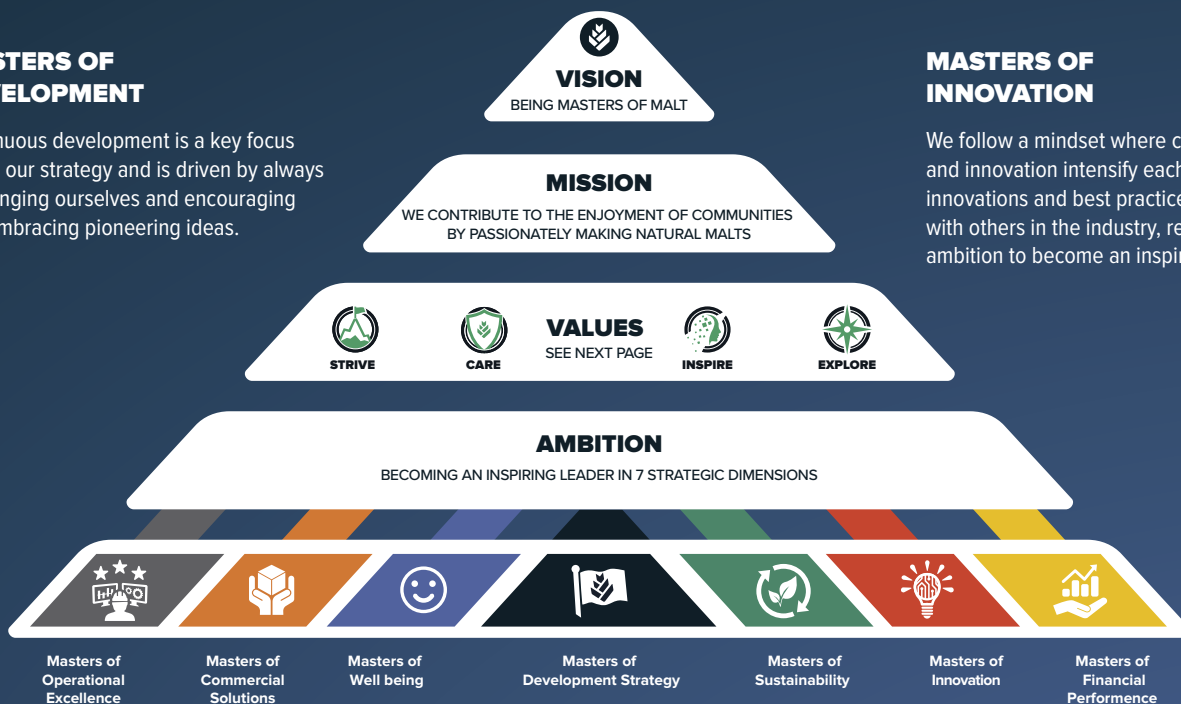 STERS OF
ELOPMENT
nuous development is a key focus
our strategy and is driven by always
nging ourselves and encouraging
mbracing pioneering ideas.
VISION
BEING MASTERS OF MALT
MISSION
WE CONTRIBUTE TO THE ENJOYMENT OF COMMUNITIES
BY PASSIONATELY MAKING NATURAL MALTS
VALUES
SEE NEXT PAGE
STRIVE
CARE
INSPIRE
EXPLORE
AMBITION
BECOMING AN INSPIRING LEADER IN 7 STRATEGIC DIMENSIONS
MASTERS OF
INNOVATION
We follow a mindset where c
and innovation intensify each
innovations and best practice
with others in the industry, re
ambition to become an inspir
Masters of
Operational
Excellence
Masters of
Commercial
Solutions
Masters of
Well being
Masters of
Development Strategy
Masters of
Sustainability
Masters of
Innovation
Masters of
Financial
Performence